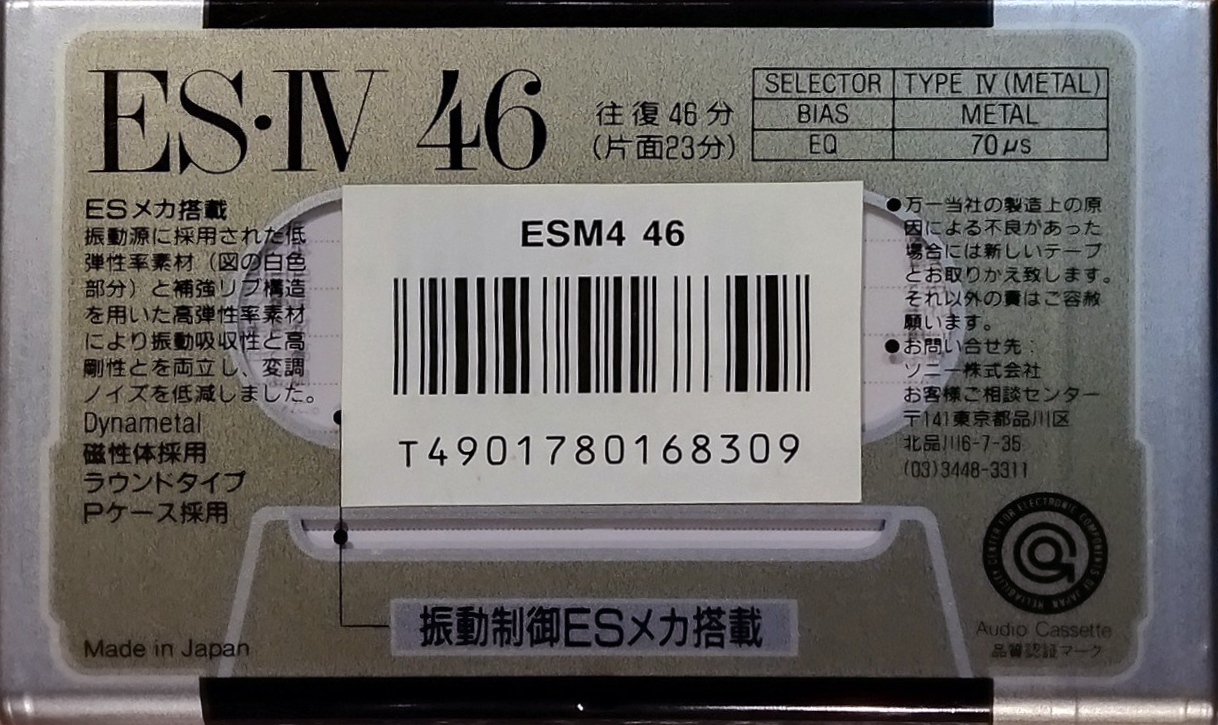 ES・Ⅳ 46
往復46分
(片面23分)
SELECTOR TYPE Ⅳ (METAL)
BIAS METAL
EQ 70μs
ESメカ搭載
振動源に採用された低
弾性率素材（図の白色
部分）と補強リブ構造
を用いた高弾性率素材
により振動吸収性と高
剛性とを両立し、変調
ノイズを低減しました。
Dynametal
磁性体採用
ラウンドタイプ
Pケース採用
Made in Japan
ESM4 46
T4901780168309
振動制御ESメカ搭載
●万一当社の製造上の原
因による不良があった
場合には新しいテープ
とお取りかえ致します。
それ以外の責はご容赦
願います。
●お問い合せ先：
ソニー株式会社
お客様ご相談センター
〒141東京都品川区
北品川6-7-35
(03)3448-3311
RELIABILITY CENTER FOR ELECTRONIC COMPONENTS OF JAPAN
Audio Cassette
品質認証マーク